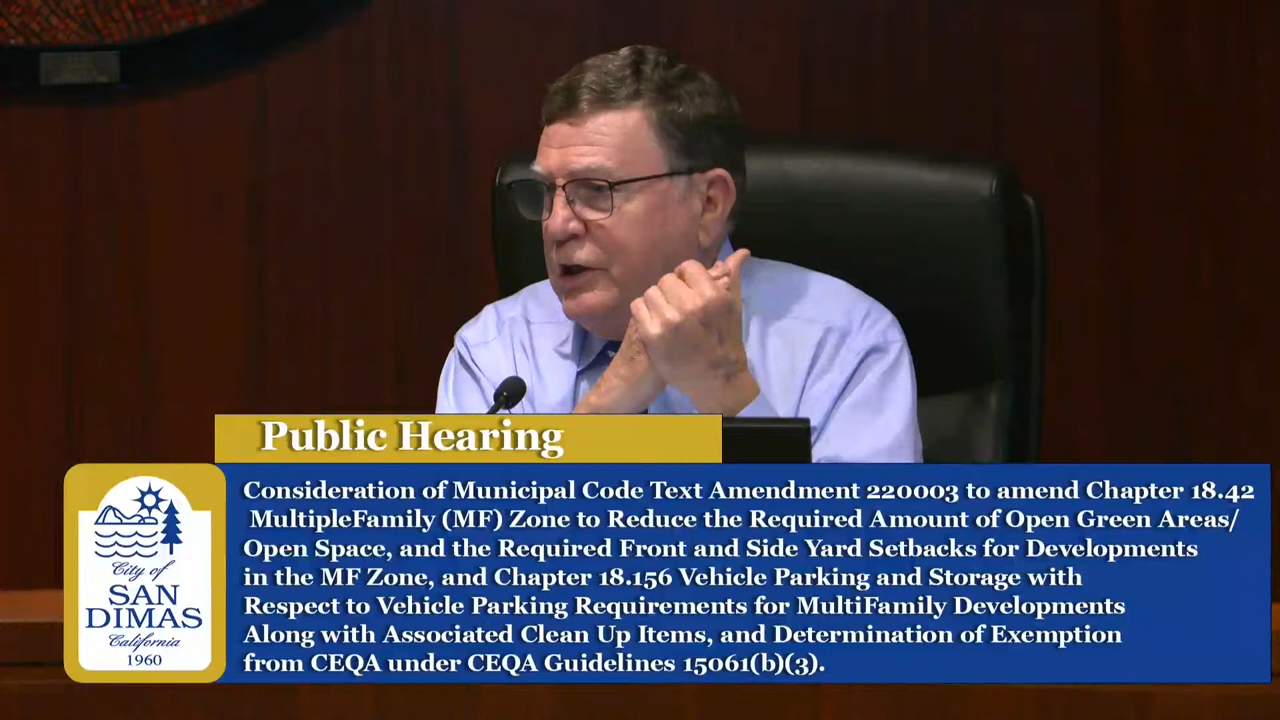 Public Hearing
Consideration of Municipal Code Text Amendment 220003 to amend Chapter 18.42
MultipleFamily (MF) Zone to Reduce the Required Amount of Open Green Areas/
Open Space, and the Required Front and Side Yard Setbacks for Developments
in the MF Zone, and Chapter 18.156 Vehicle Parking and Storage with
Respect to Vehicle Parking Requirements for MultiFamily Developments
Along with Associated Clean Up Items, and Determination of Exemption
from CEQA under CEQA Guidelines 15061(b)(3).
City of
SAN
DIMAS
California
1960